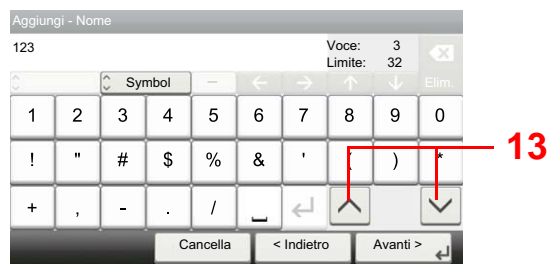 Aggiungi - Nome
123 Voce: 3
Limite: 32
Symbol Elim.
1 2 3 4 5 6 7 8 9 0
! " # $ % & ' ( ) *
+ , - . /
13
Cancella < Indietro Avanti >